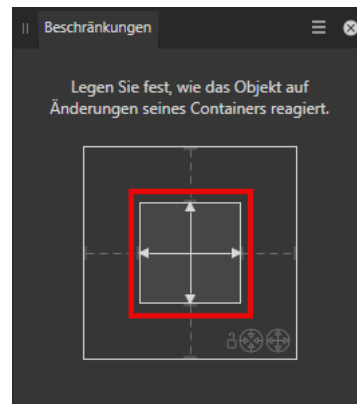 Beschränkungen
Legen Sie fest, wie das Objekt auf
Änderungen seines Containers reagiert.